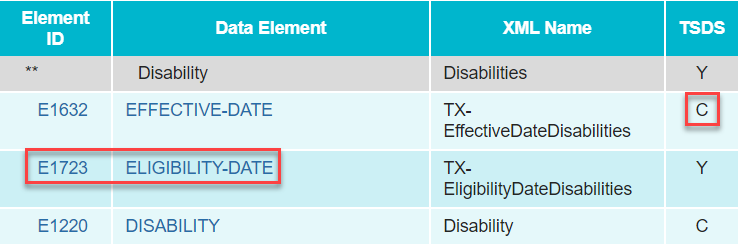 Element ID Data Element XML Name TSDS
** Disability Disabilities Y
E1632 EFFECTIVE-DATE TX-EffectiveDateDisabilities C
E1723 ELIGIBILITY-DATE TX-EligibilityDateDisabilities Y
E1220 DISABILITY Disability C